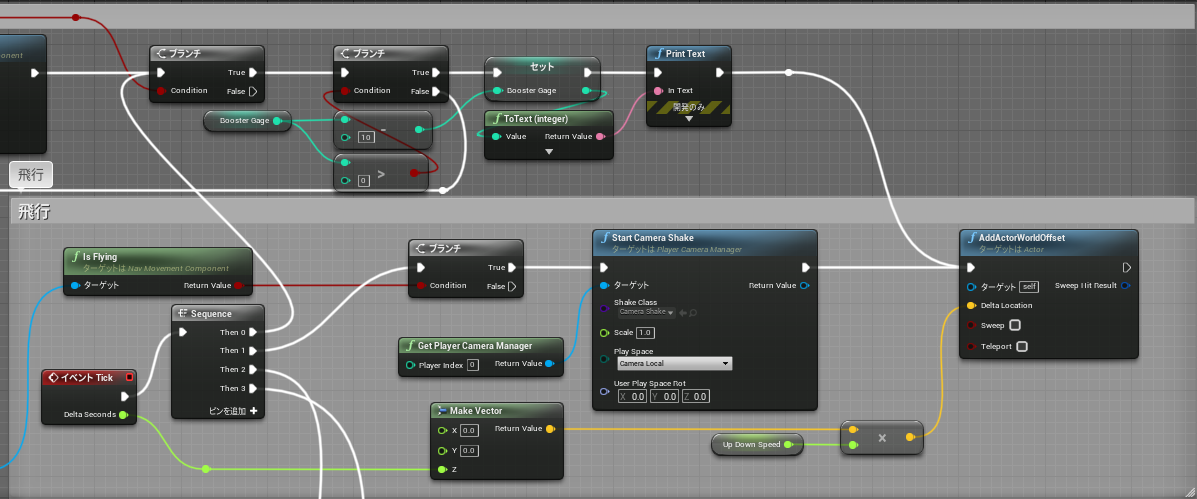 onent
ブランチ
True
Condition
False
ブランチ
True
Condition
False
セット
Booster Gage
Print Text
In Text
開発のみ
Booster Gage
-
10
>
0
ToText (integer)
Value
Return Value
飛行
飛行
Is Flying
ターゲットは Nav Movement Component
ターゲット
Return Value
ブランチ
True
Condition
False
Start Camera Shake
ターゲットは Player Camera Manager
ターゲット
Return Value
Shake Class
Camera Shake
Scale 1.0
Play Space
Camera Local
User Play Space Rot
X 0.0 Y 0.0 Z 0.0
AddActorWorldOffset
ターゲットは Actor
ターゲット self
Sweep Hit Result
Delta Location
Sweep
Teleport
Sequence
Then 0
Then 1
Then 2
Then 3
ピンを追加 +
Get Player Camera Manager
Player Index 0
Return Value
イベント Tick
Delta Seconds
Make Vector
X 0.0
Return Value
Y 0.0
Z
Up Down Speed
x